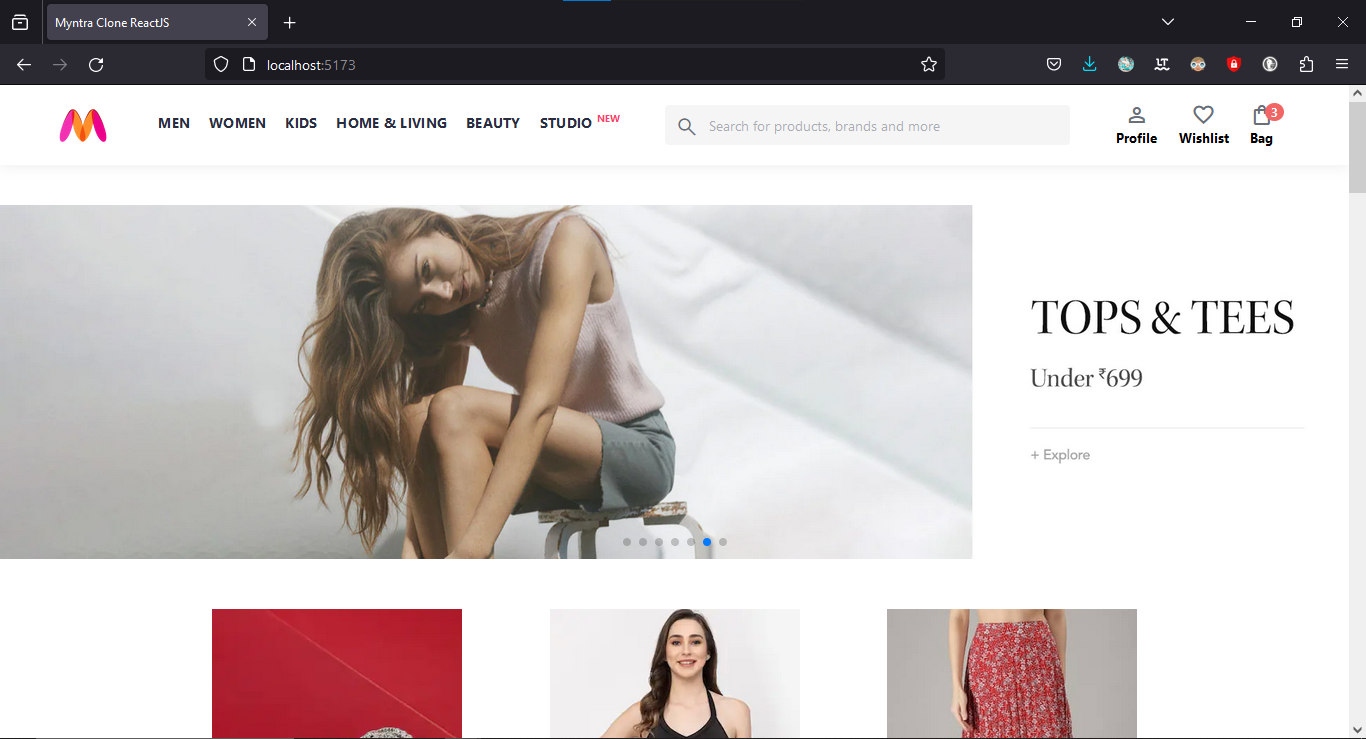 Myntra Clone ReactJS
localhost:5173
MEN WOMEN KIDS HOME & LIVING BEAUTY STUDIO NEW
Search for products, brands and more
3
Profile Wishlist Bag
TOPS & TEES
Under ₹699
+ Explore